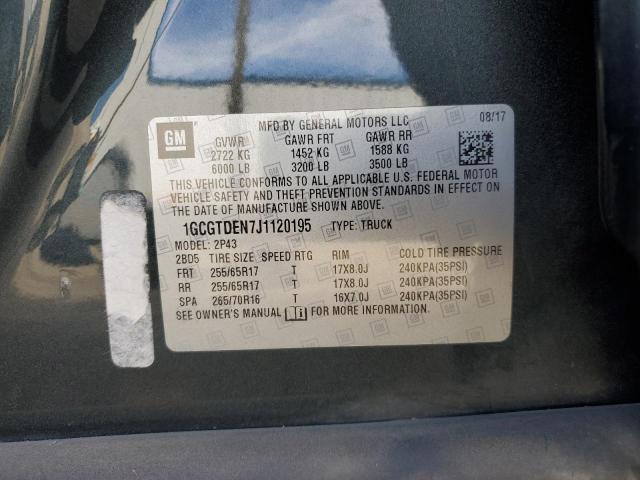 MFD BY GENERAL MOTORS LLC 08/17
GM
GVWR GAWR FRT GAWR RR
2722 KG 1452 KG 1588 KG
6000 LB 3200 LB 3500 LB
THIS VEHICLE CONFORMS TO ALL APPLICABLE U.S. FEDERAL MOTOR
VEHICLE SAFETY AND THEFT PREVENTION STANDARDS IN EFFECT ON
THE DATE OF MANUFACTURE SHOWN ABOVE.
1GCGTDEN7J1120195 TYPE: TRUCK
MODEL: 2P43
2BD5 TIRE SIZE SPEED RTG RIM COLD TIRE PRESSURE
FRT 255/65R17 T 17X8.0J 240KPA(35PSI)
RR 255/65R17 T 17X8.0J 240KPA(35PSI)
SPA 265/70R16 T 16X7.0J 240KPA(35PSI)
SEE OWNER'S MANUAL FOR MORE INFORMATION.